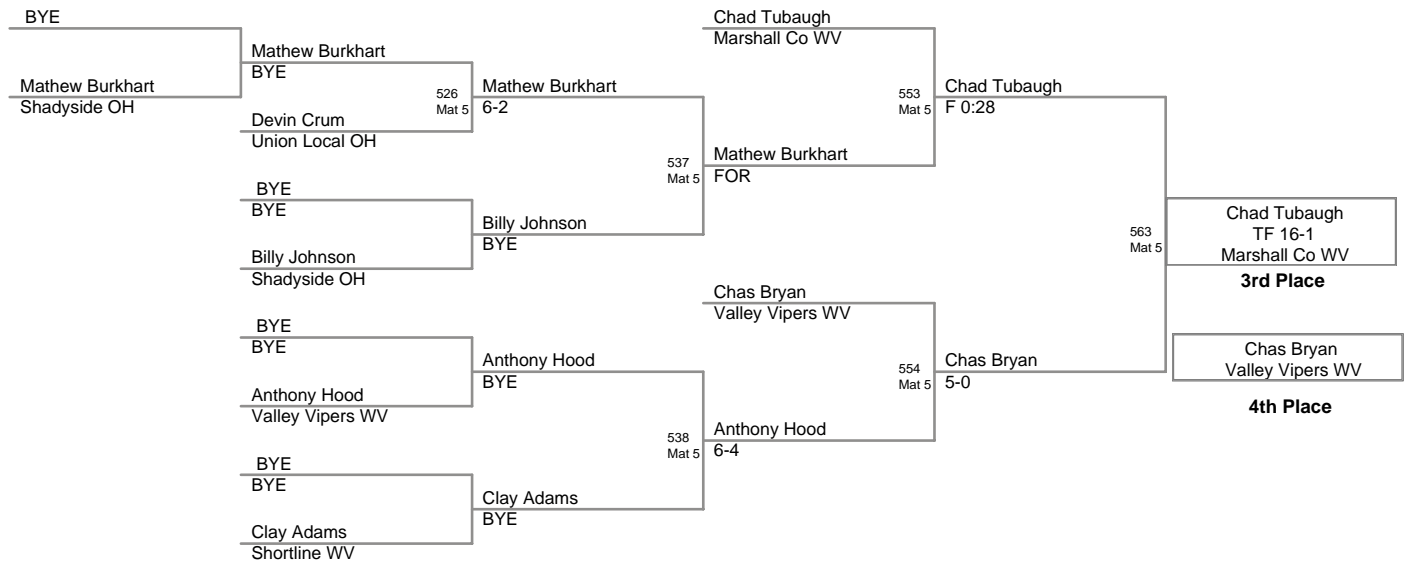 BYE
Mathew Burkhart
Shadyside OH
Mathew Burkhart
BYE
Devin Crum
Union Local OH
BYE
BYE
Billy Johnson
Shadyside OH
BYE
BYE
Anthony Hood
Valley Vipers WV
BYE
BYE
Clay Adams
Shortline WV
526
Mat 5
Mathew Burkhart
6-2
Billy Johnson
BYE
Anthony Hood
BYE
Clay Adams
BYE
537
Mat 5
538
Mat 5
Chad Tubaugh
Marshall Co WV
Mathew Burkhart
FOR
Chas Bryan
Valley Vipers WV
Anthony Hood
6-4
553
Mat 5
554
Mat 5
Chad Tubaugh
F 0:28
Chas Bryan
5-0
563
Mat 5
Chad Tubaugh
TF 16-1
Marshall Co WV
3rd Place
Chas Bryan
Valley Vipers WV
4th Place